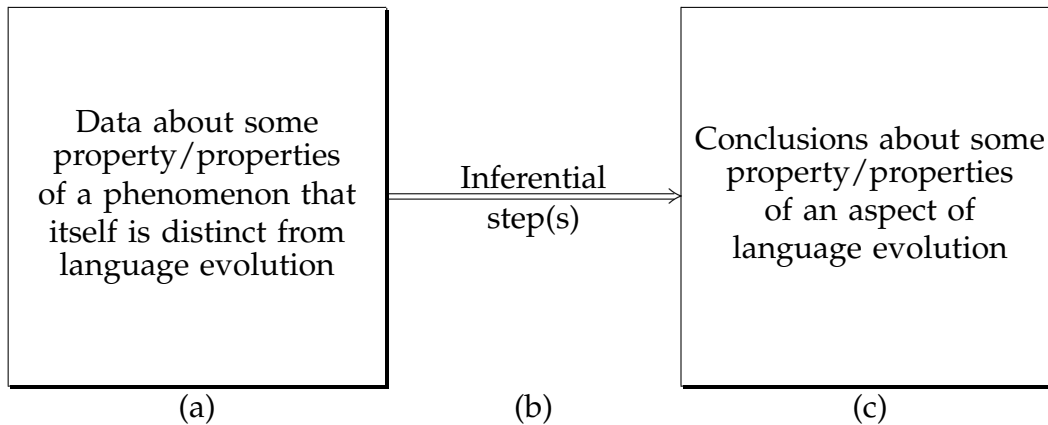 Data about some
property/properties
of a phenomenon that
itself is distinct from
language evolution
Inferential
step(s)
Conclusions about some
property/properties
of an aspect of
language evolution
(a)
(b)
(c)